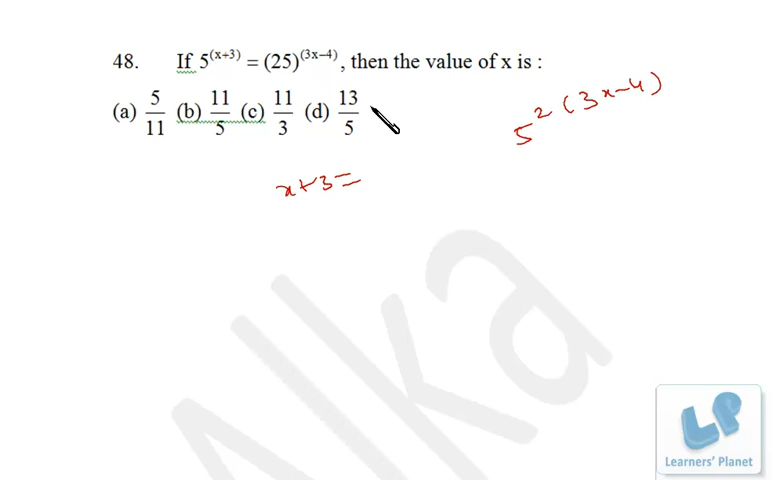 48. If 5^(x+3) = (25)^(3x–4), then the value of x is :
(a) 5/11 (b) 11/5 (c) 11/3 (d) 13/5
5^2 (3x-4)
x+3=
Alka
LP
Learners' Planet